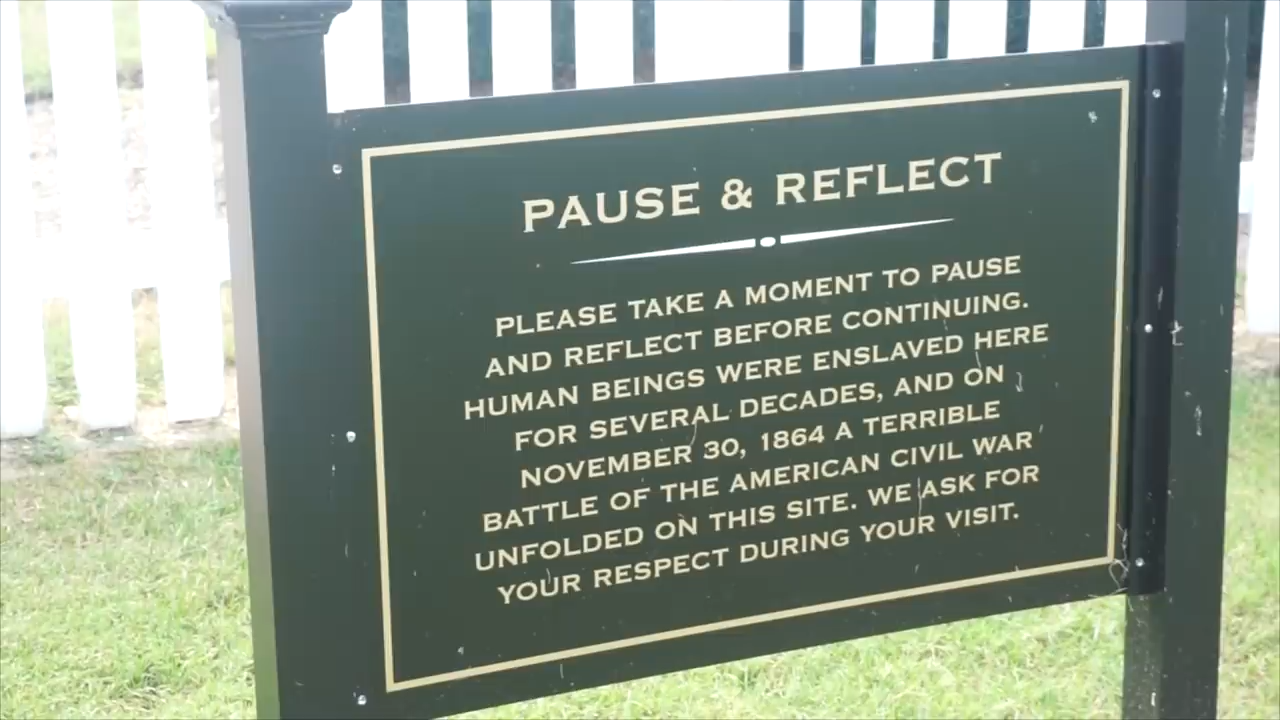 PAUSE & REFLECT
PLEASE TAKE A MOMENT TO PAUSE
AND REFLECT BEFORE CONTINUING.
HUMAN BEINGS WERE ENSLAVED HERE
FOR SEVERAL DECADES, AND ON
NOVEMBER 30, 1864 A TERRIBLE
BATTLE OF THE AMERICAN CIVIL WAR
UNFOLDED ON THIS SITE. WE ASK FOR
YOUR RESPECT DURING YOUR VISIT.